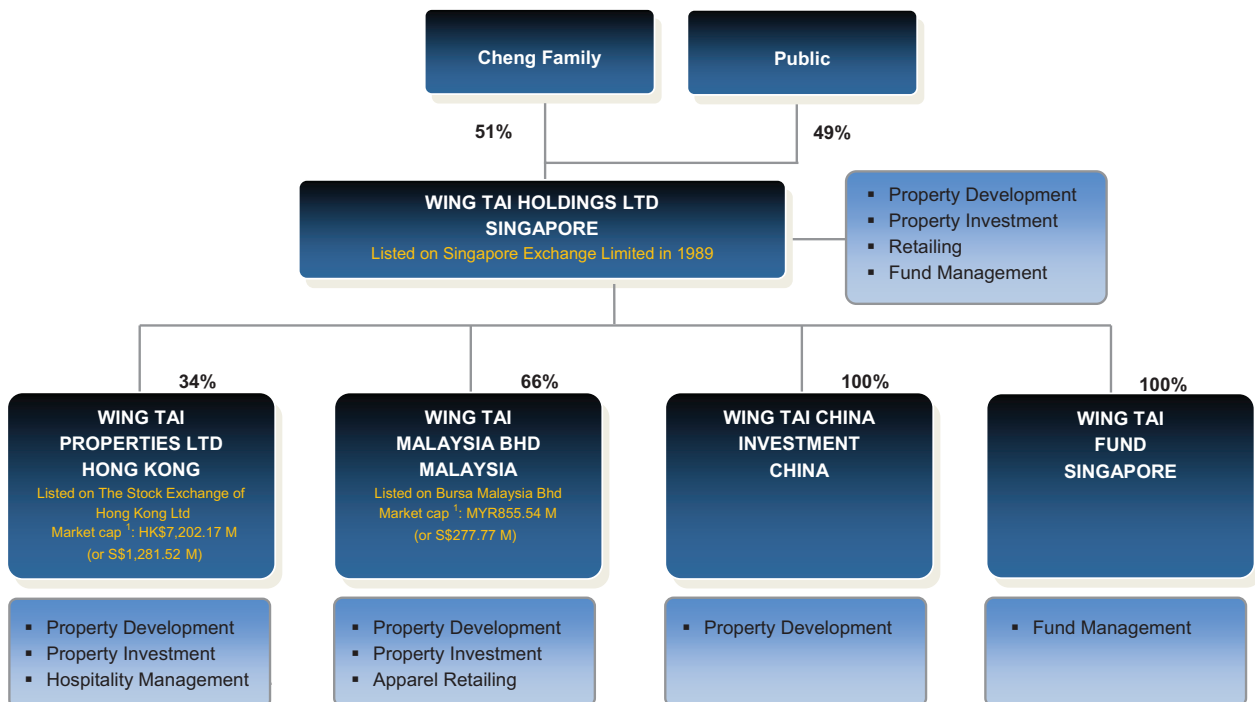 Cheng Family
Public
51%
49%
WING TAI HOLDINGS LTD
SINGAPORE
Listed on Singapore Exchange Limited in 1989
▪ Property Development
▪ Property Investment
▪ Retailing
▪ Fund Management
34%
66%
100%
100%
WING TAI
PROPERTIES LTD
HONG KONG
Listed on The Stock Exchange of
Hong Kong Ltd
Market cap ¹: HK$7,202.17 M
(or S$1,281.52 M)
WING TAI
MALAYSIA BHD
MALAYSIA
Listed on Bursa Malaysia Bhd
Market cap ¹: MYR855.54 M
(or S$277.77 M)
WING TAI CHINA
INVESTMENT
CHINA
WING TAI
FUND
SINGAPORE
▪ Property Development
▪ Property Investment
▪ Hospitality Management
▪ Property Development
▪ Property Investment
▪ Apparel Retailing
▪ Property Development
▪ Fund Management